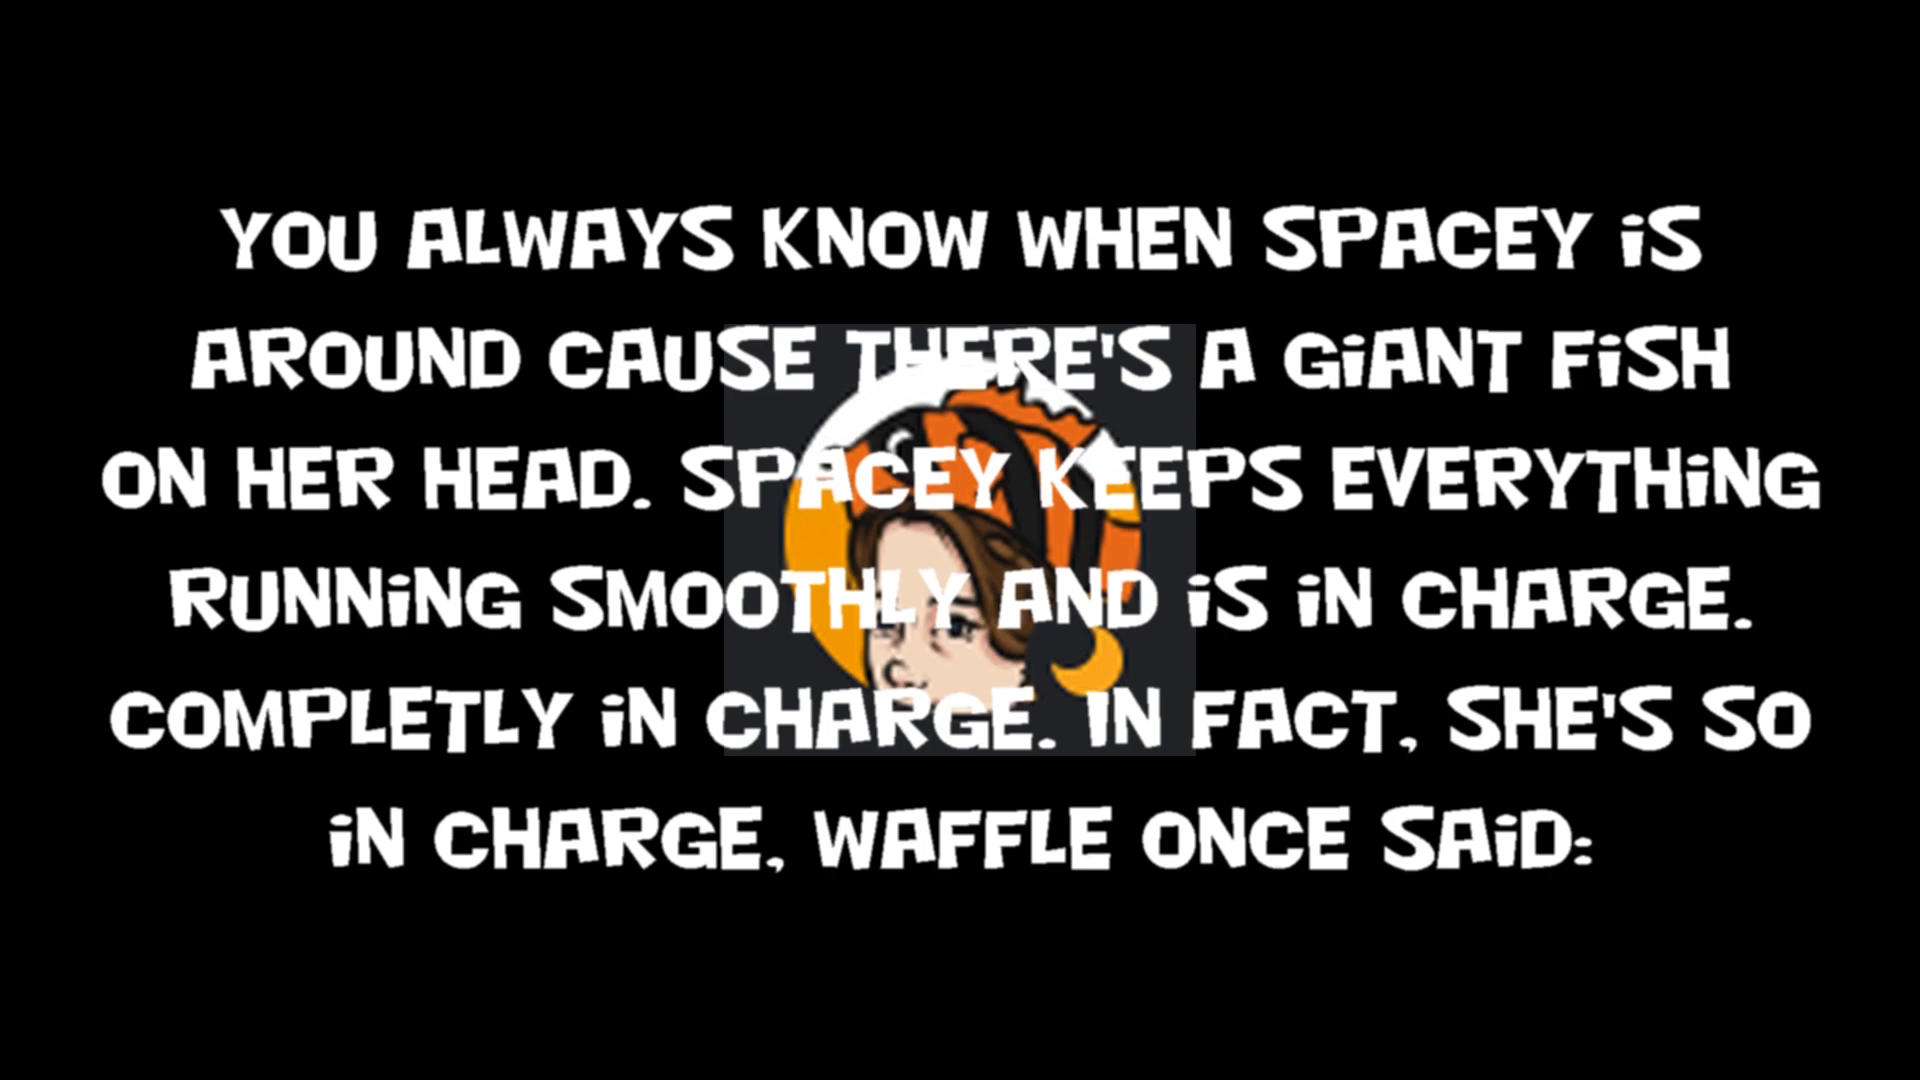 YOU ALWAYS KNOW WHEN SPACEY iS
AROUND CAUSE THERE'S A GiANT FiSH
ON HER HEAD. SPACEY KEEPS EVERYTHiNG
RUNNiNG SMOOTHLY AND iS iN CHARGE.
COMPLETLY iN CHARGE. IN FACT, SHE'S SO
iN CHARGE, WAFFLE ONCE SAiD: